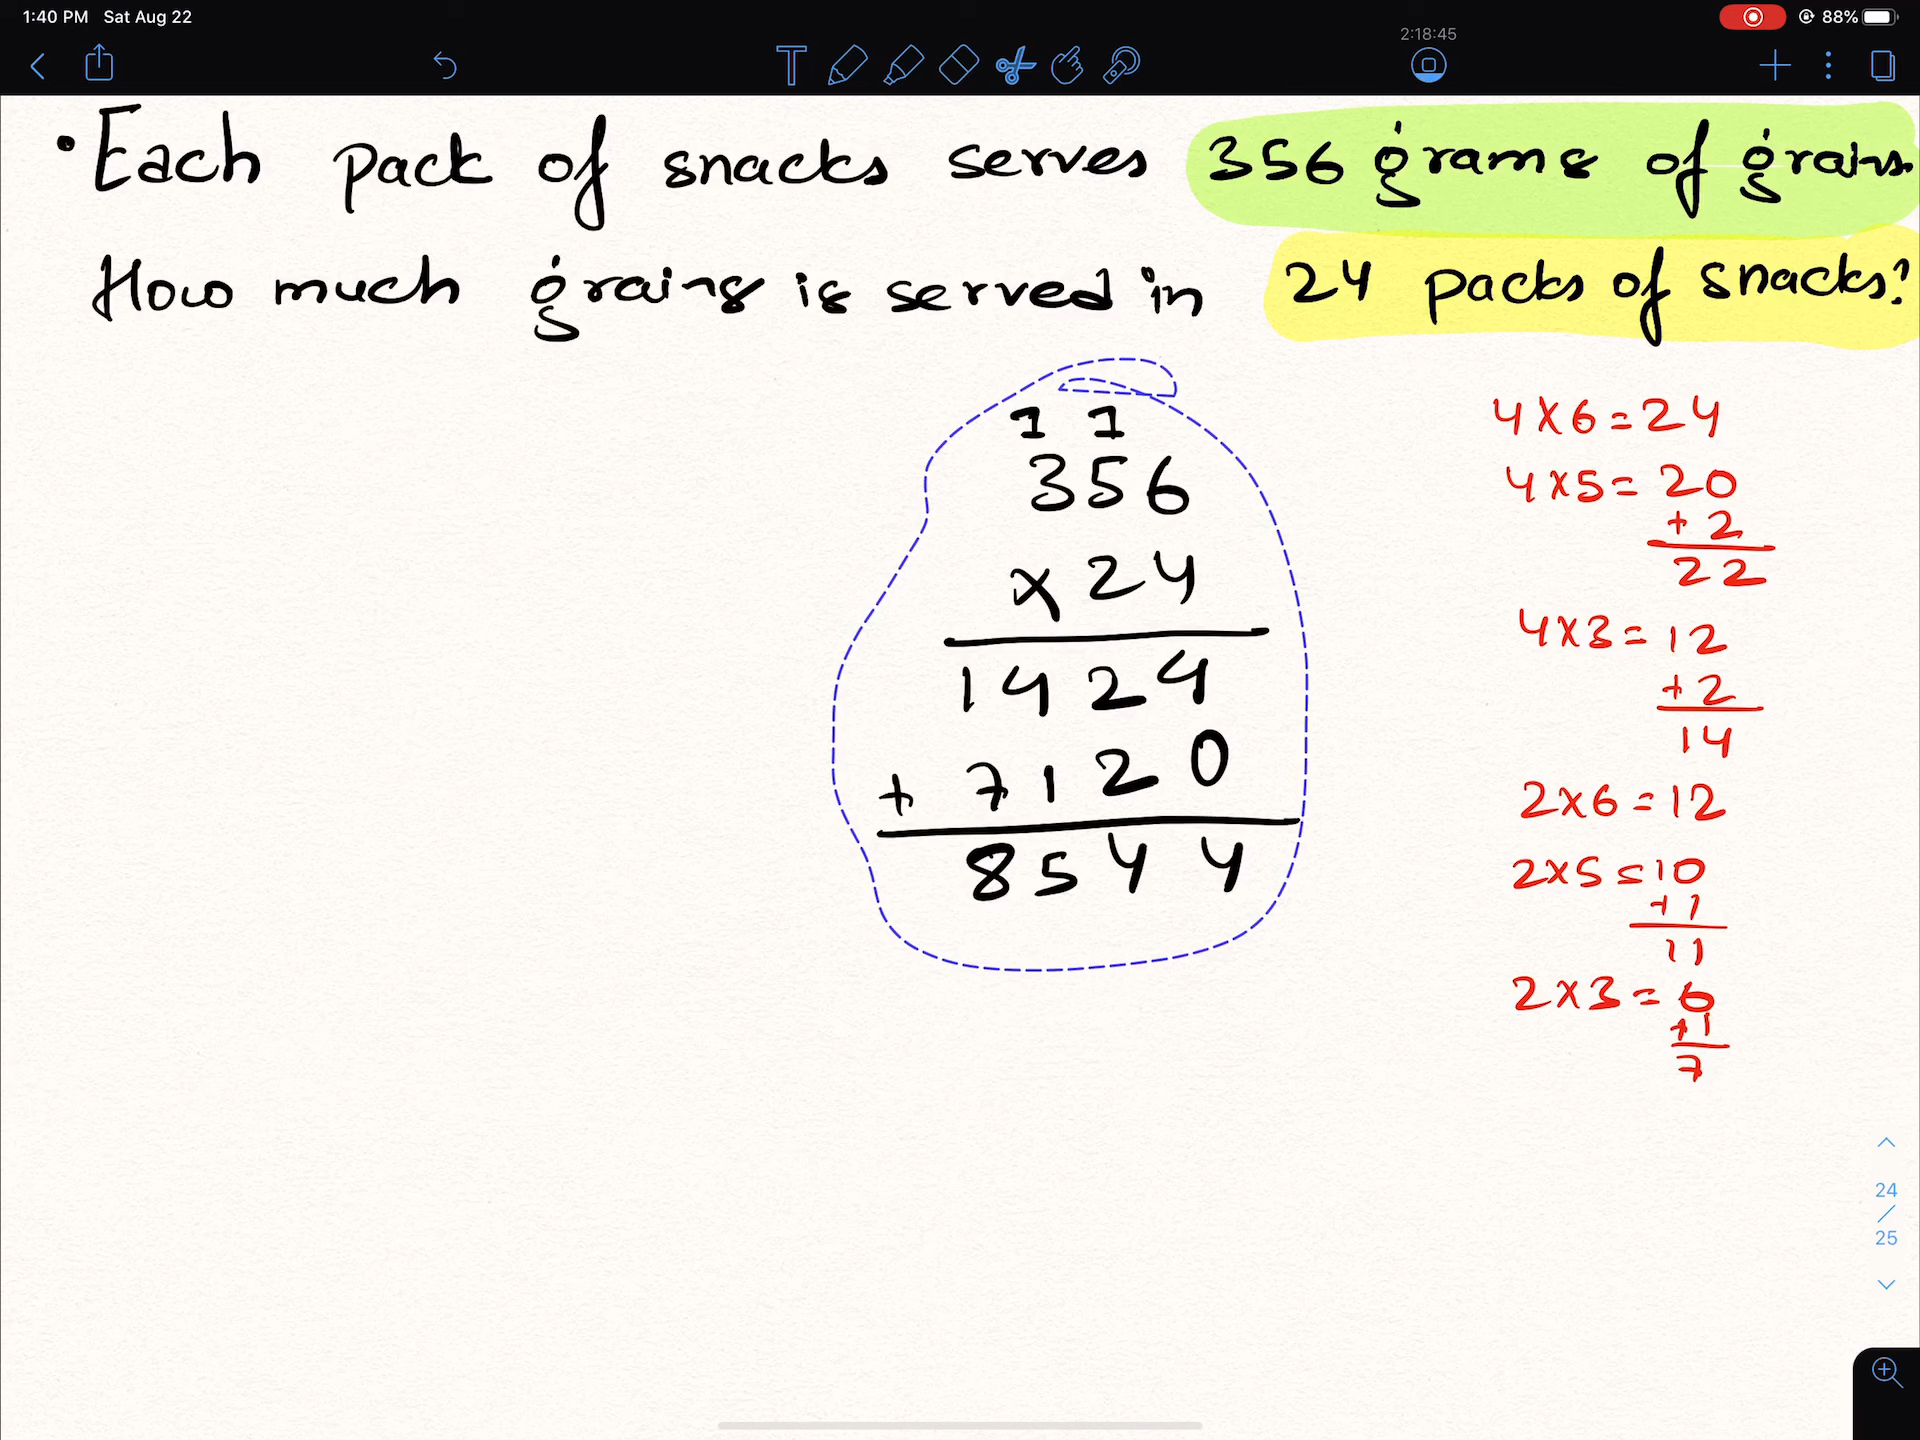 1:40 PM Sat Aug 22
88%
2:18:45
• Each pack of snacks serves 356 grams of grains.
How much grains is served in 24 packs of snacks?
1 1
356
x 24
1424
+ 7120
8544
4x6=24
4x5=20
+2
22
4x3=12
+2
14
2x6=12
2x5=10
+1
11
2x3=6
+1
7
24
/
25